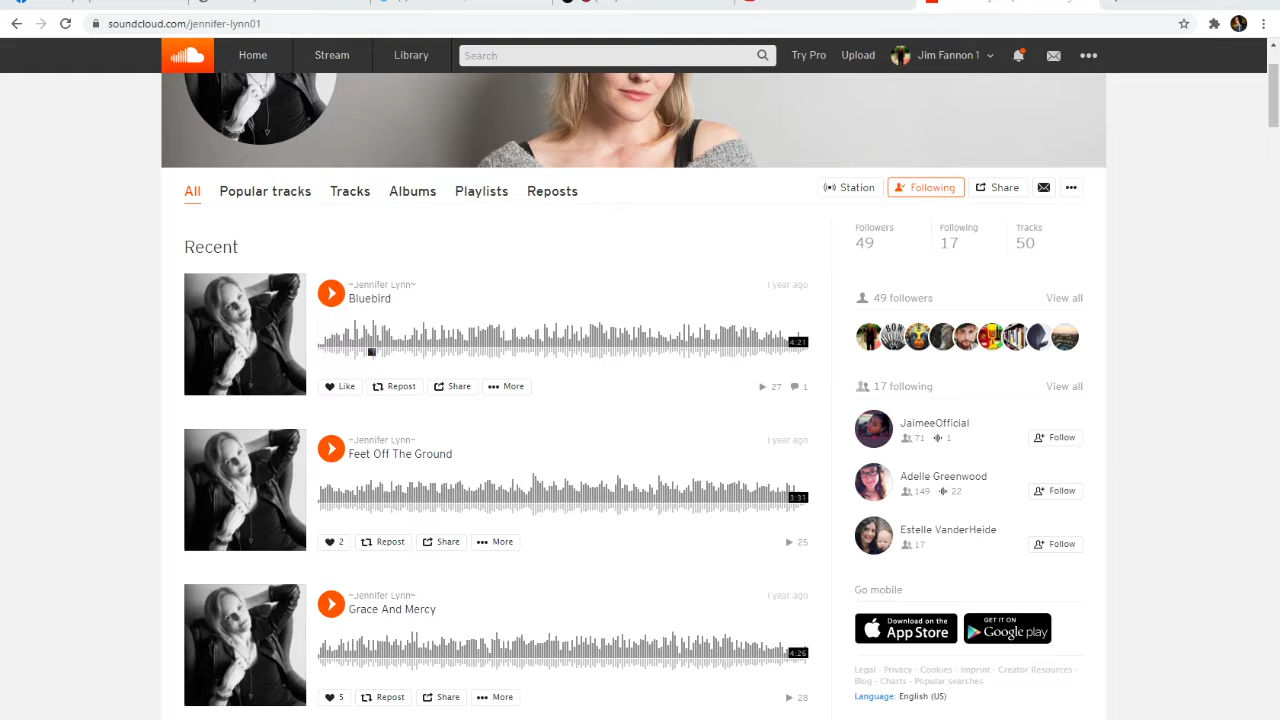 soundcloud.com/jennifer-lynn01
Home Stream Library Search Try Pro Upload Jim Fannon 1
All Popular tracks Tracks Albums Playlists Reposts Station Following Share
Followers Following Tracks
49 17 50
Recent
~Jennifer Lynn~ 1 year ago
Bluebird
4:21
Like Repost Share More 27 1
~Jennifer Lynn~ 1 year ago
Feet Off The Ground
3:31
2 Repost Share More 25
~Jennifer Lynn~ 1 year ago
Grace And Mercy
4:26
5 Repost Share More 28
49 followers View all
17 following View all
JaimeeOfficial
71 1 Follow
Adelle Greenwood
149 22 Follow
Estelle VanderHeide
17 Follow
Go mobile
Download on the App Store
GET IT ON Google play
Legal - Privacy - Cookies - Imprint - Creator Resources -
Blog - Charts - Popular searches
Language: English (US)